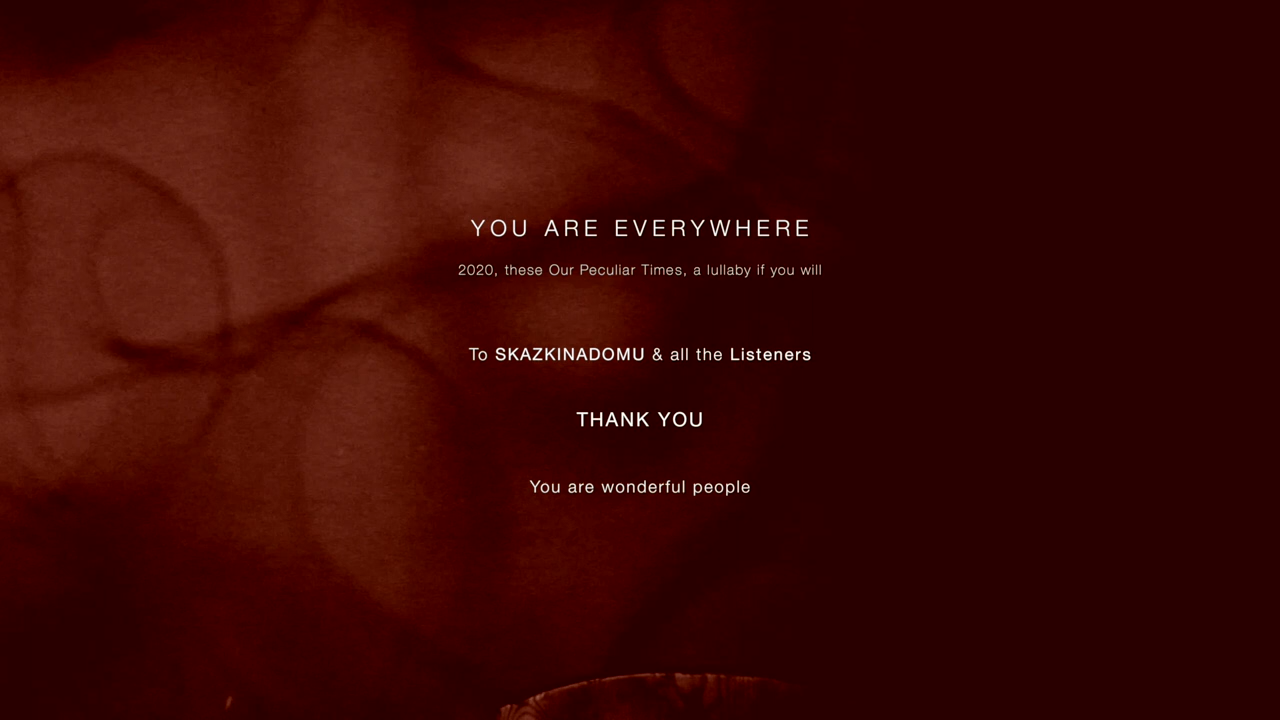 YOU ARE EVERYWHERE
2020, these Our Peculiar Times, a lullaby if you will
To SKAZKINADOMU & all the Listeners
THANK YOU
You are wonderful people